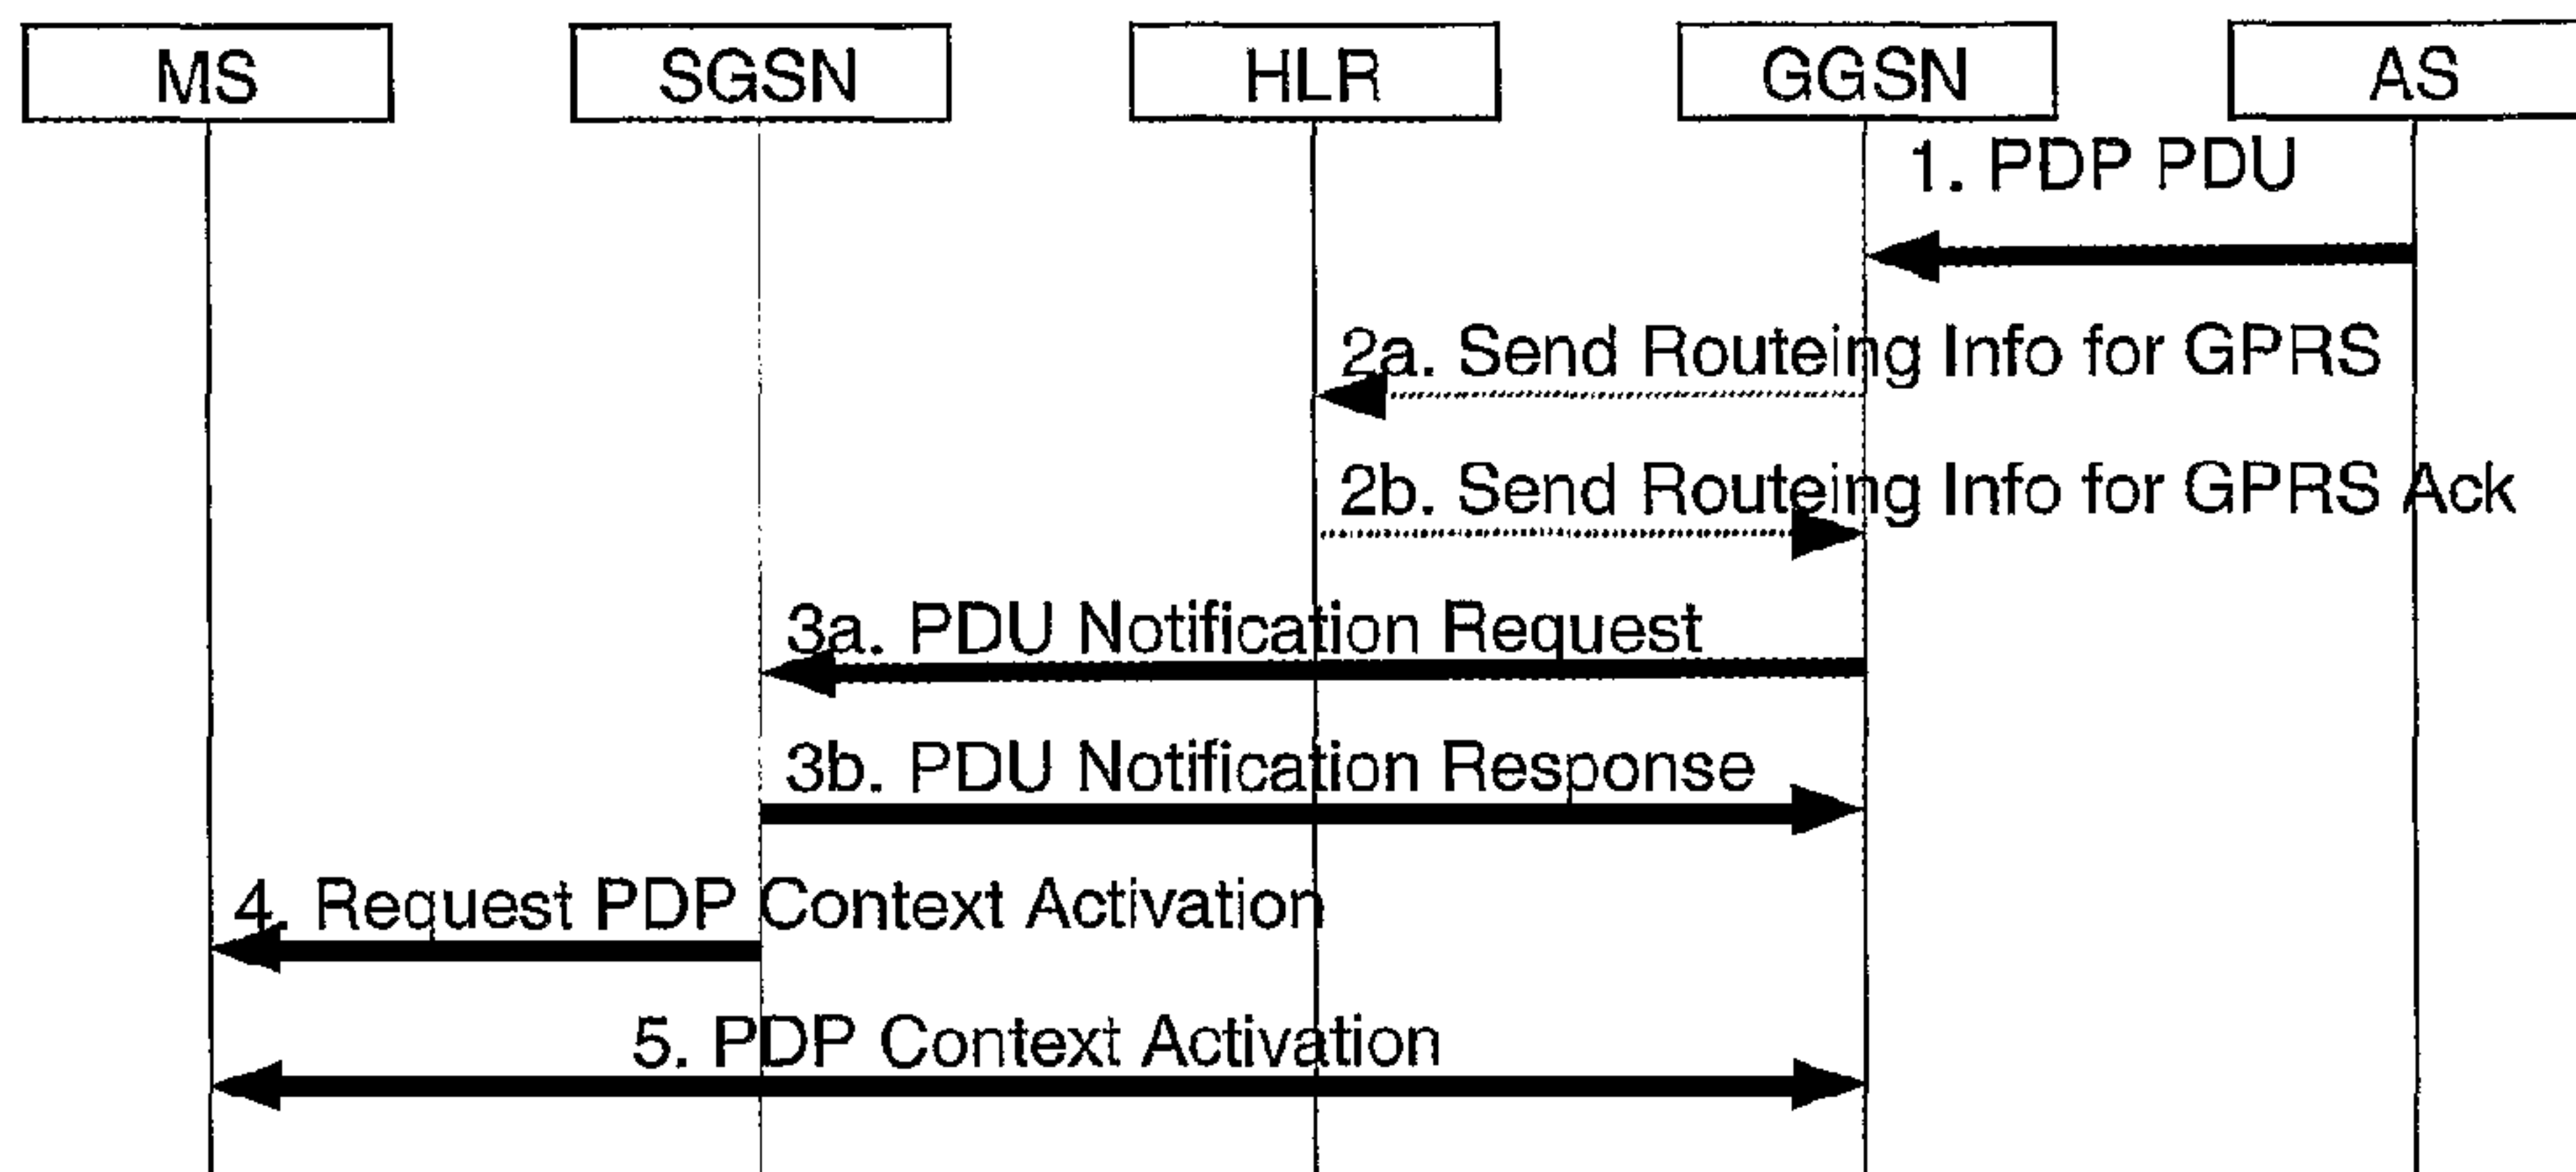 MS SGSN HLR GGSN AS
1. PDP PDU
2a. Send Routeing Info for GPRS
2b. Send Routeing Info for GPRS Ack
3a. PDU Notification Request
3b. PDU Notification Response
4. Request PDP Context Activation
5. PDP Context Activation